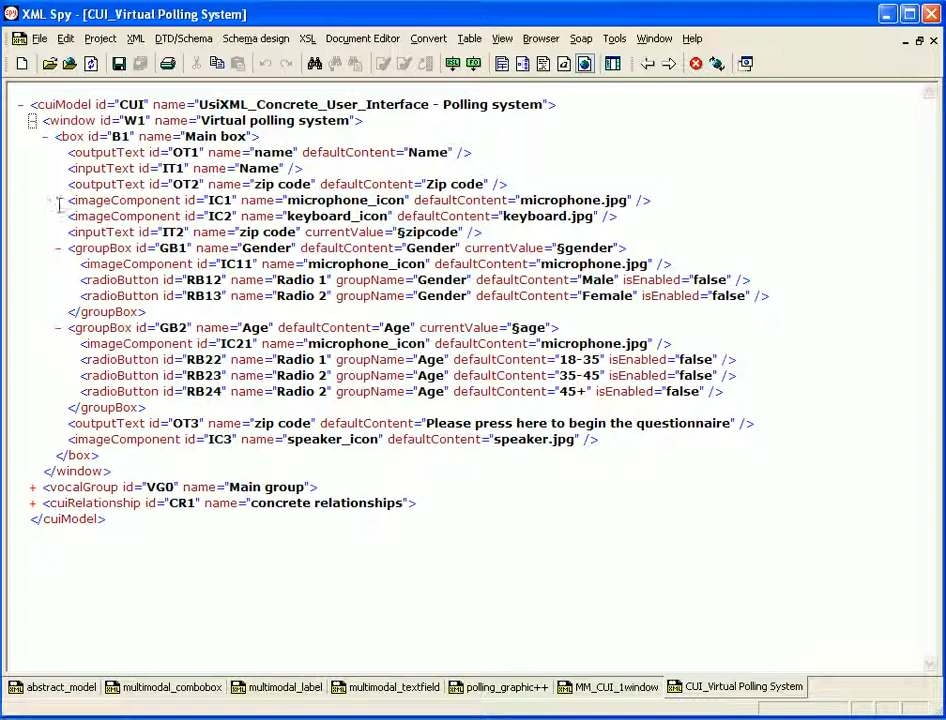 XML Spy - [CUI_Virtual Polling System]
File Edit Project XML DTD/Schema Schema design XSL Document Editor Convert Table View Browser Soap Tools Window Help
- <cuiModel id="CUI" name="UsiXML_Concrete_User_Interface - Polling system">
- <window id="W1" name="Virtual polling system">
- <box id="B1" name="Main box">
<outputText id="OT1" name="name" defaultContent="Name" />
<inputText id="IT1" name="Name" />
<outputText id="OT2" name="zip code" defaultContent="Zip code" />
<imageComponent id="IC1" name="microphone_icon" defaultContent="microphone.jpg" />
<imageComponent id="IC2" name="keyboard_icon" defaultContent="keyboard.jpg" />
<inputText id="IT2" name="zip code" currentValue="§zipcode" />
- <groupBox id="GB1" name="Gender" defaultContent="Gender" currentValue="§gender">
<imageComponent id="IC11" name="microphone_icon" defaultContent="microphone.jpg" />
<radioButton id="RB12" name="Radio 1" groupName="Gender" defaultContent="Male" isEnabled="false" />
<radioButton id="RB13" name="Radio 2" groupName="Gender" defaultContent="Female" isEnabled="false" />
</groupBox>
- <groupBox id="GB2" name="Age" defaultContent="Age" currentValue="§age">
<imageComponent id="IC21" name="microphone_icon" defaultContent="microphone.jpg" />
<radioButton id="RB22" name="Radio 1" groupName="Age" defaultContent="18-35" isEnabled="false" />
<radioButton id="RB23" name="Radio 2" groupName="Age" defaultContent="35-45" isEnabled="false" />
<radioButton id="RB24" name="Radio 2" groupName="Age" defaultContent="45+" isEnabled="false" />
</groupBox>
<outputText id="OT3" name="zip code" defaultContent="Please press here to begin the questionnaire" />
<imageComponent id="IC3" name="speaker_icon" defaultContent="speaker.jpg" />
</box>
</window>
+ <vocalGroup id="VG0" name="Main group">
+ <cuiRelationship id="CR1" name="concrete relationships">
</cuiModel>
abstract_model multimodal_combobox multimodal_label multimodal_textfield polling_graphic++ MM_CUI_1window CUI_Virtual Polling System